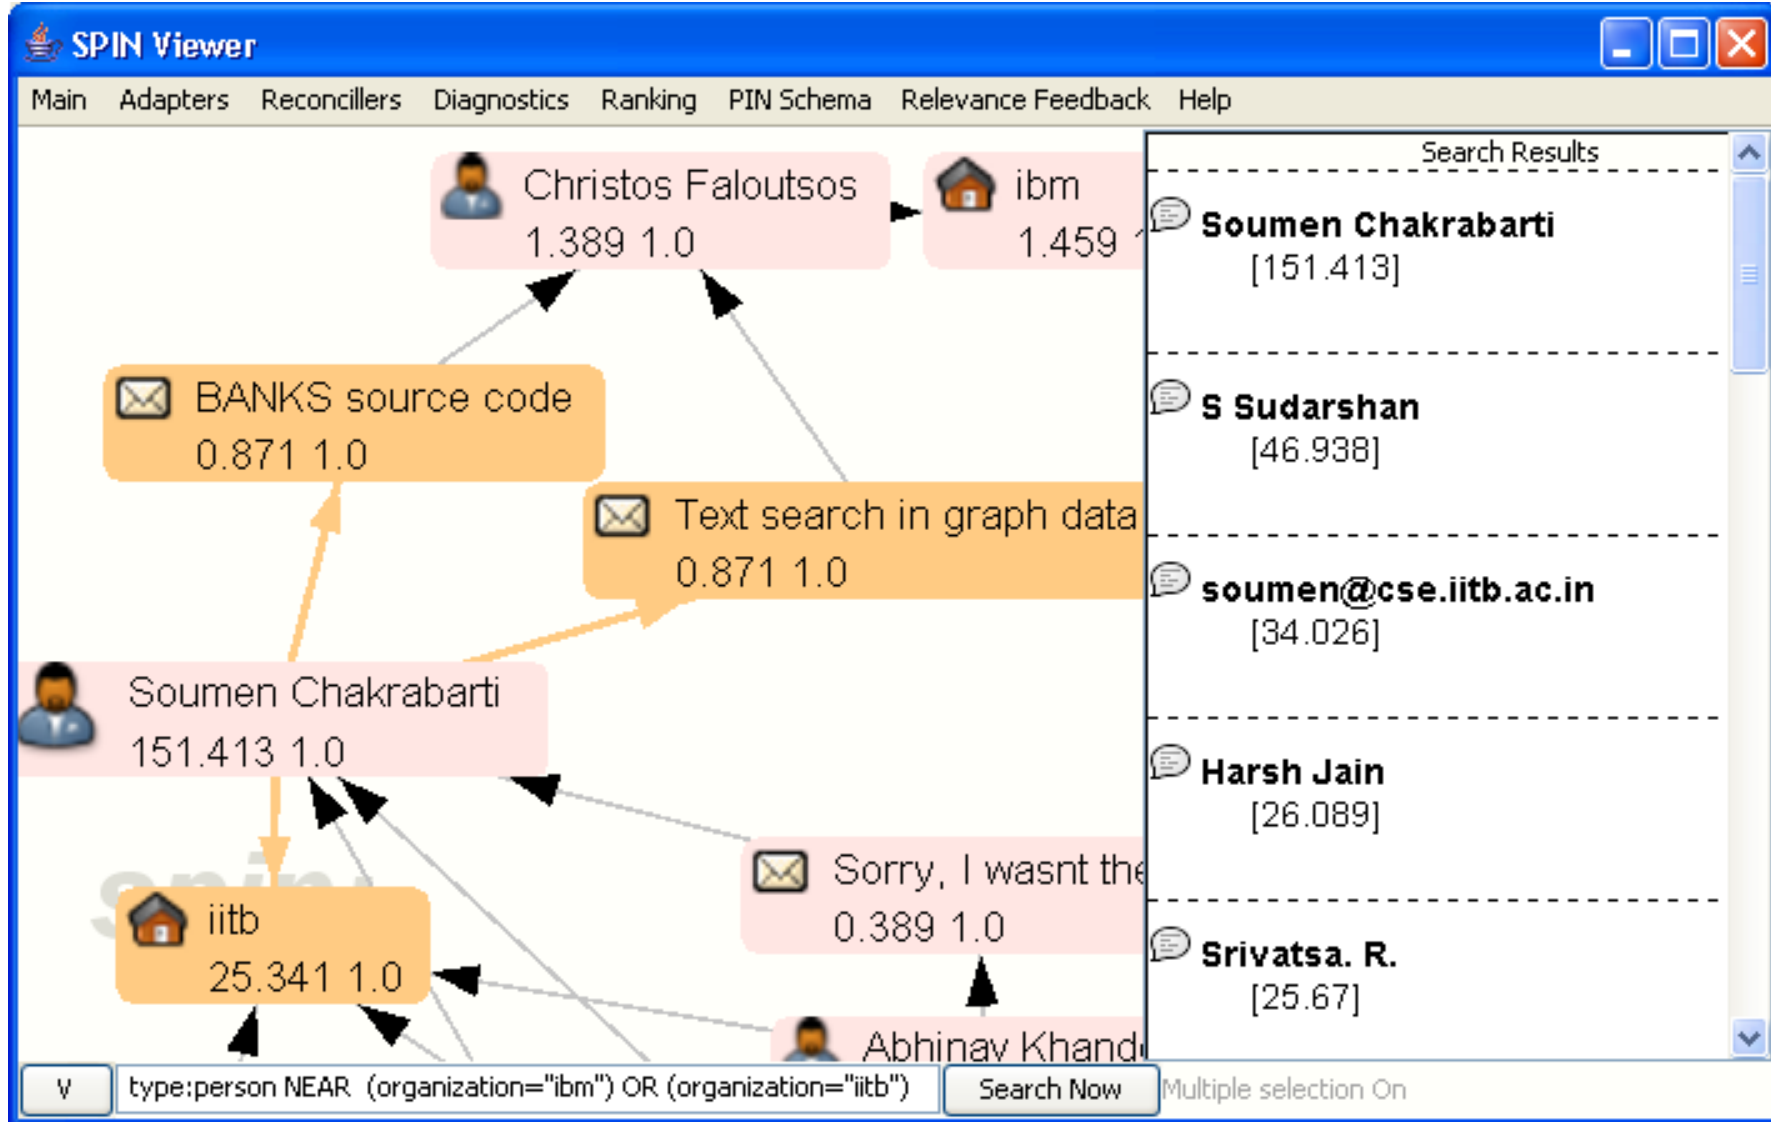 SPIN Viewer
Main Adapters Reconcillers Diagnostics Ranking PIN Schema Relevance Feedback Help
Christos Faloutsos
1.389 1.0
ibm
1.459
BANKS source code
0.871 1.0
Text search in graph data
0.871 1.0
Soumen Chakrabarti
151.413 1.0
spin
iitb
25.341 1.0
Sorry, I wasnt the
0.389 1.0
Abhinav Khand
Search Results
Soumen Chakrabarti
[151.413]
S Sudarshan
[46.938]
soumen@cse.iitb.ac.in
[34.026]
Harsh Jain
[26.089]
Srivatsa. R.
[25.67]
V
type:person NEAR (organization="ibm") OR (organization="iitb")
Search Now
Multiple selection On